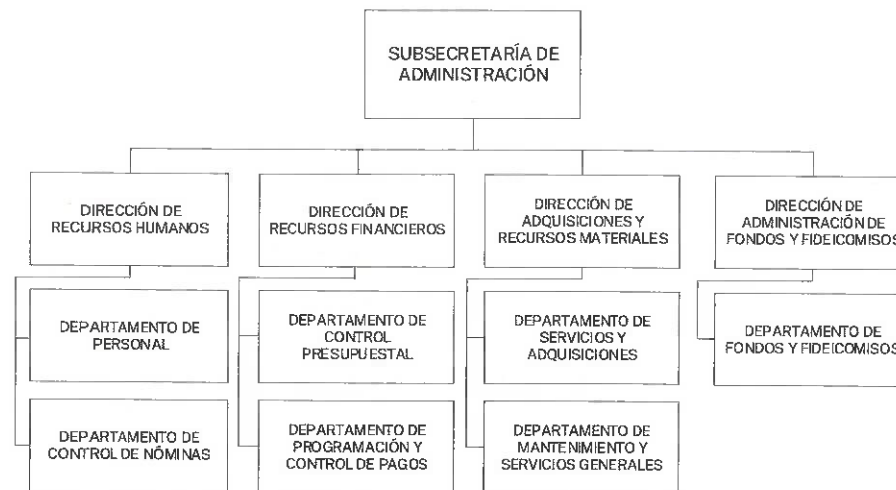 SUBSECRETARÍA DE
ADMINISTRACIÓN
DIRECCIÓN DE
RECURSOS HUMANOS
DIRECCIÓN DE
RECURSOS FINANCIEROS
DIRECCIÓN DE
ADQUISICIONES Y
RECURSOS MATERIALES
DIRECCIÓN DE
ADMINISTRACIÓN DE
FONDOS Y FIDEICOMISOS
DEPARTAMENTO DE
PERSONAL
DEPARTAMENTO DE
CONTROL
PRESUPUESTAL
DEPARTAMENTO DE
SERVICIOS Y
ADQUISICIONES
DEPARTAMENTO DE
FONDOS Y FIDEICOMISOS
DEPARTAMENTO DE
CONTROL DE NÓMINAS
DEPARTAMENTO DE
PROGRAMACIÓN Y
CONTROL DE PAGOS
DEPARTAMENTO DE
MANTENIMIENTO Y
SERVICIOS GENERALES